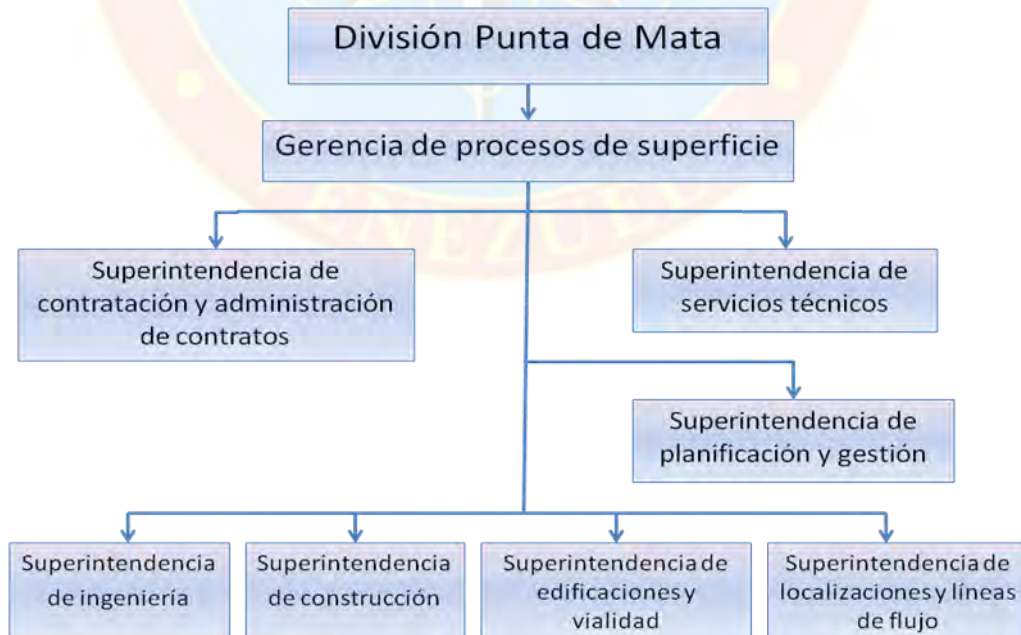 División Punta de Mata
Gerencia de procesos de superficie
ENEZUE
Superintendencia de
contratación y administración
de contratos
Superintendencia de
servicios técnicos
Superintendencia de
planificación y gestión
Superintendencia
de ingeniería
Superintendencia
de construcción
Superintendencia de
edificaciones y
vialidad
Superintendencia de
localizaciones y líneas
de flujo